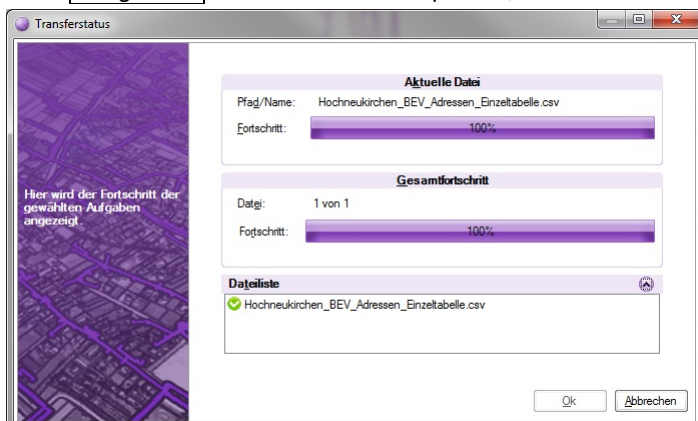 Transferstatus
Aktuelle Datei
Pfad/Name: Hochneukirchen_BEV_Adressen_Einzeltabelle.csv
Fortschritt: 100%
Hier wird der Fortschritt der
gewählten Aufgaben
angezeigt.
Gesamtfortschritt
Datei: 1 von 1
Fortschritt: 100%
Dateiliste
Hochneukirchen_BEV_Adressen_Einzeltabelle.csv
Ok Abbrechen